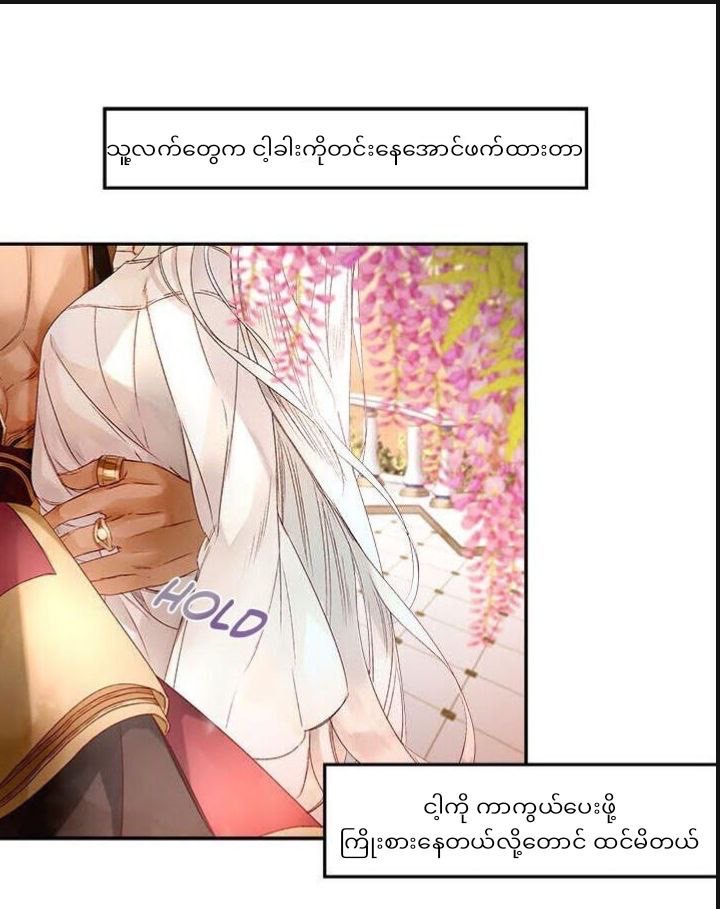 သူ့လက်တွေက ငါ့ခါးကိုတင်းနေအောင်ဖက်ထားတာ
HOLD
ငါ့ကို ကာကွယ်ပေးဖို့
ကြိုးစားနေတယ်လို့တောင် ထင်မိတယ်